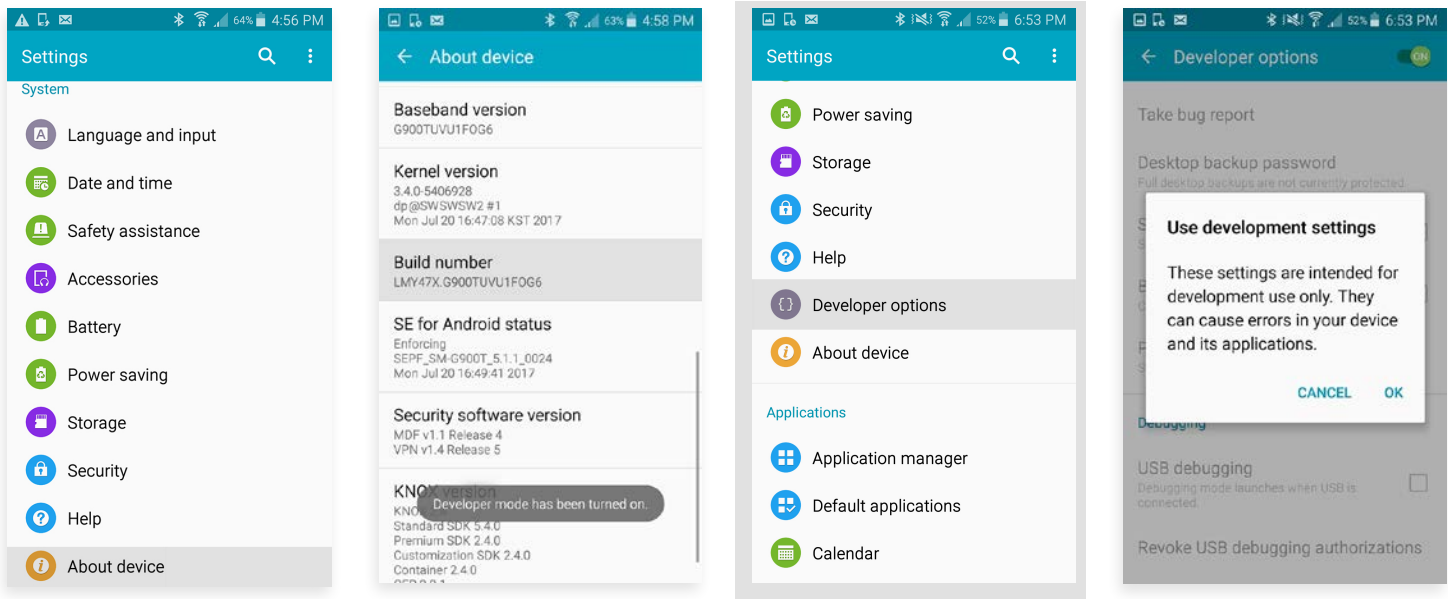 64% 4:56 PM
Settings
System
Language and input
Date and time
Safety assistance
Accessories
Battery
Power saving
Storage
Security
Help
About device
63% 4:58 PM
About device
Baseband version
G900TUVU1FOG6
Kernel version
3.4.0-5406928
dp@SWSWSW2 #1
Mon Jul 20 16:47:08 KST 2017
Build number
LMY47X.G900TUVU1FOG6
SE for Android status
Enforcing
SEPF_SM-G900T_5.1.1_0024
Mon Jul 20 16:49:41 2017
Security software version
MDF v1.1 Release 4
VPN v1.4 Release 5
KNOX version
Developer mode has been turned on.
Standard SDK 5.4.0
Premium SDK 2.4.0
Customization SDK 2.4.0
Container 2.4.0
52% 6:53 PM
Settings
Power saving
Storage
Security
Help
Developer options
About device
Applications
Application manager
Default applications
Calendar
52% 6:53 PM
Developer options ON
Take bug report
Desktop backup password
Full desktop backups are not currently protected.
Use development settings
These settings are intended for
development use only. They
can cause errors in your device
and its applications.
CANCEL OK
Debugging
USB debugging
Debugging mode launches when USB is
connected.
Revoke USB debugging authorizations